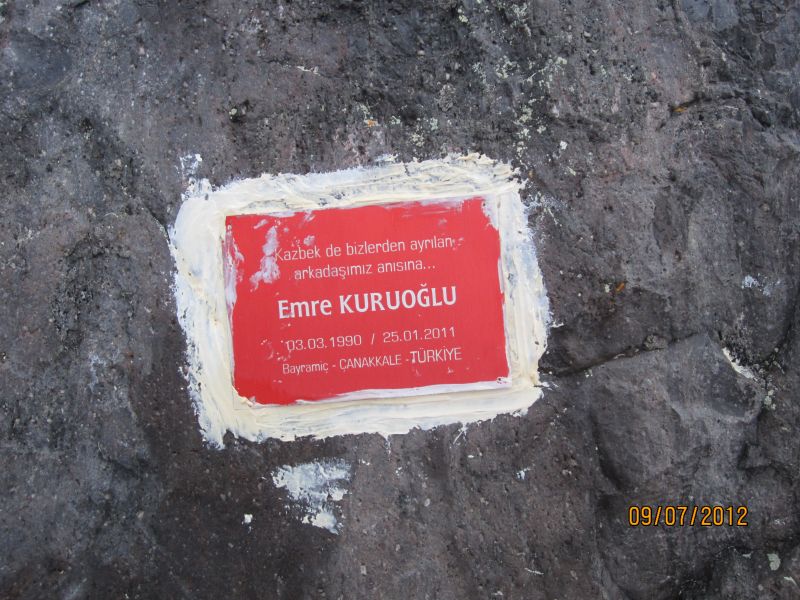 Kazbek de bizlerden ayrılan
arkadaşımız anısına...
Emre KURUOĞLU
03.03.1990 / 25.01.2011
Bayramiç - ÇANAKKALE - TÜRKİYE
09/07/2012